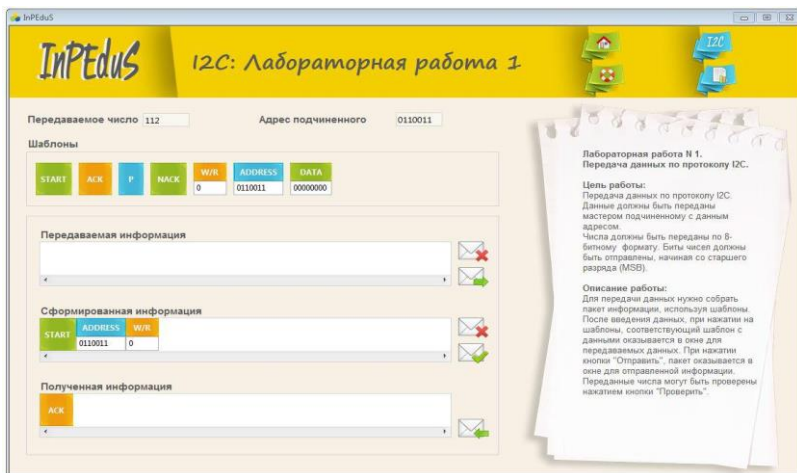 InPEduS
InPEduS
I2C: Лабораторная работа 1
I2C
Передаваемое число 112 Адрес подчиненного 0110011
Шаблоны
START ACK P NACK W/R 0 ADDRESS 0110011 DATA 00000000
Передаваемая информация
Сформированная информация
START ADDRESS 0110011 W/R 0
Полученная информация
ACK
Лабораторная работа N 1.
Передача данных по протоколу I2C.
Цель работы:
Передача данных по протоколу I2C.
Данные должны быть переданы
мастером подчиненному с данным
адресом.
Числа должны быть переданы по 8-
битному формату. Биты чисел должны
быть отправлены, начиная со старшего
разряда (MSB).
Описание работы:
Для передачи данных нужно собрать
пакет информации, используя шаблоны.
После введения данных, при нажатии на
шаблоны, соответствующий шаблон с
данными оказывается в окне для
передаваемых данных. При нажатии
кнопки "Отправить", пакет оказывается в
окне для отправленной информации.
Переданные числа могут быть проверены
нажатием кнопки "Проверить".